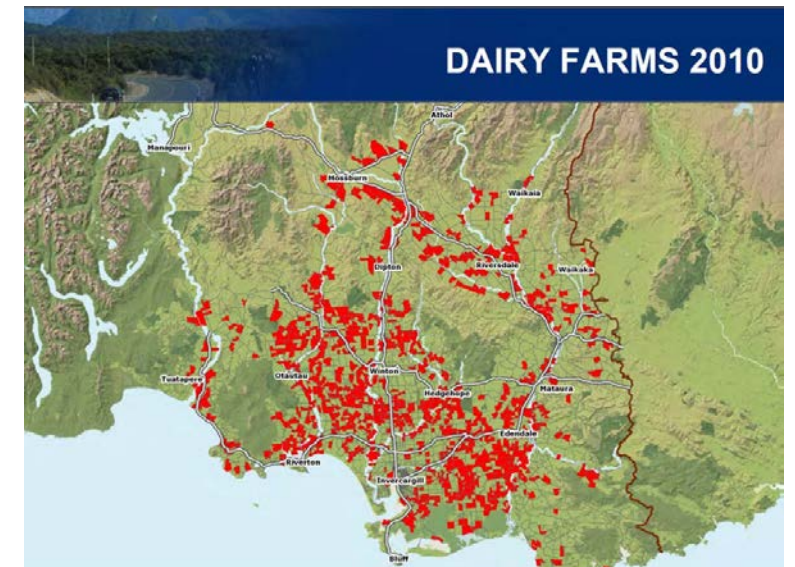 DAIRY FARMS 2010
Athol
Manapouri
Mossburn
Waikaia
Dipton
Riversdale
Waikaka
Tuatapere
Otautau
Winton
Hedgehope
Mataura
Edendale
Riverton
Invercargill
Bluff